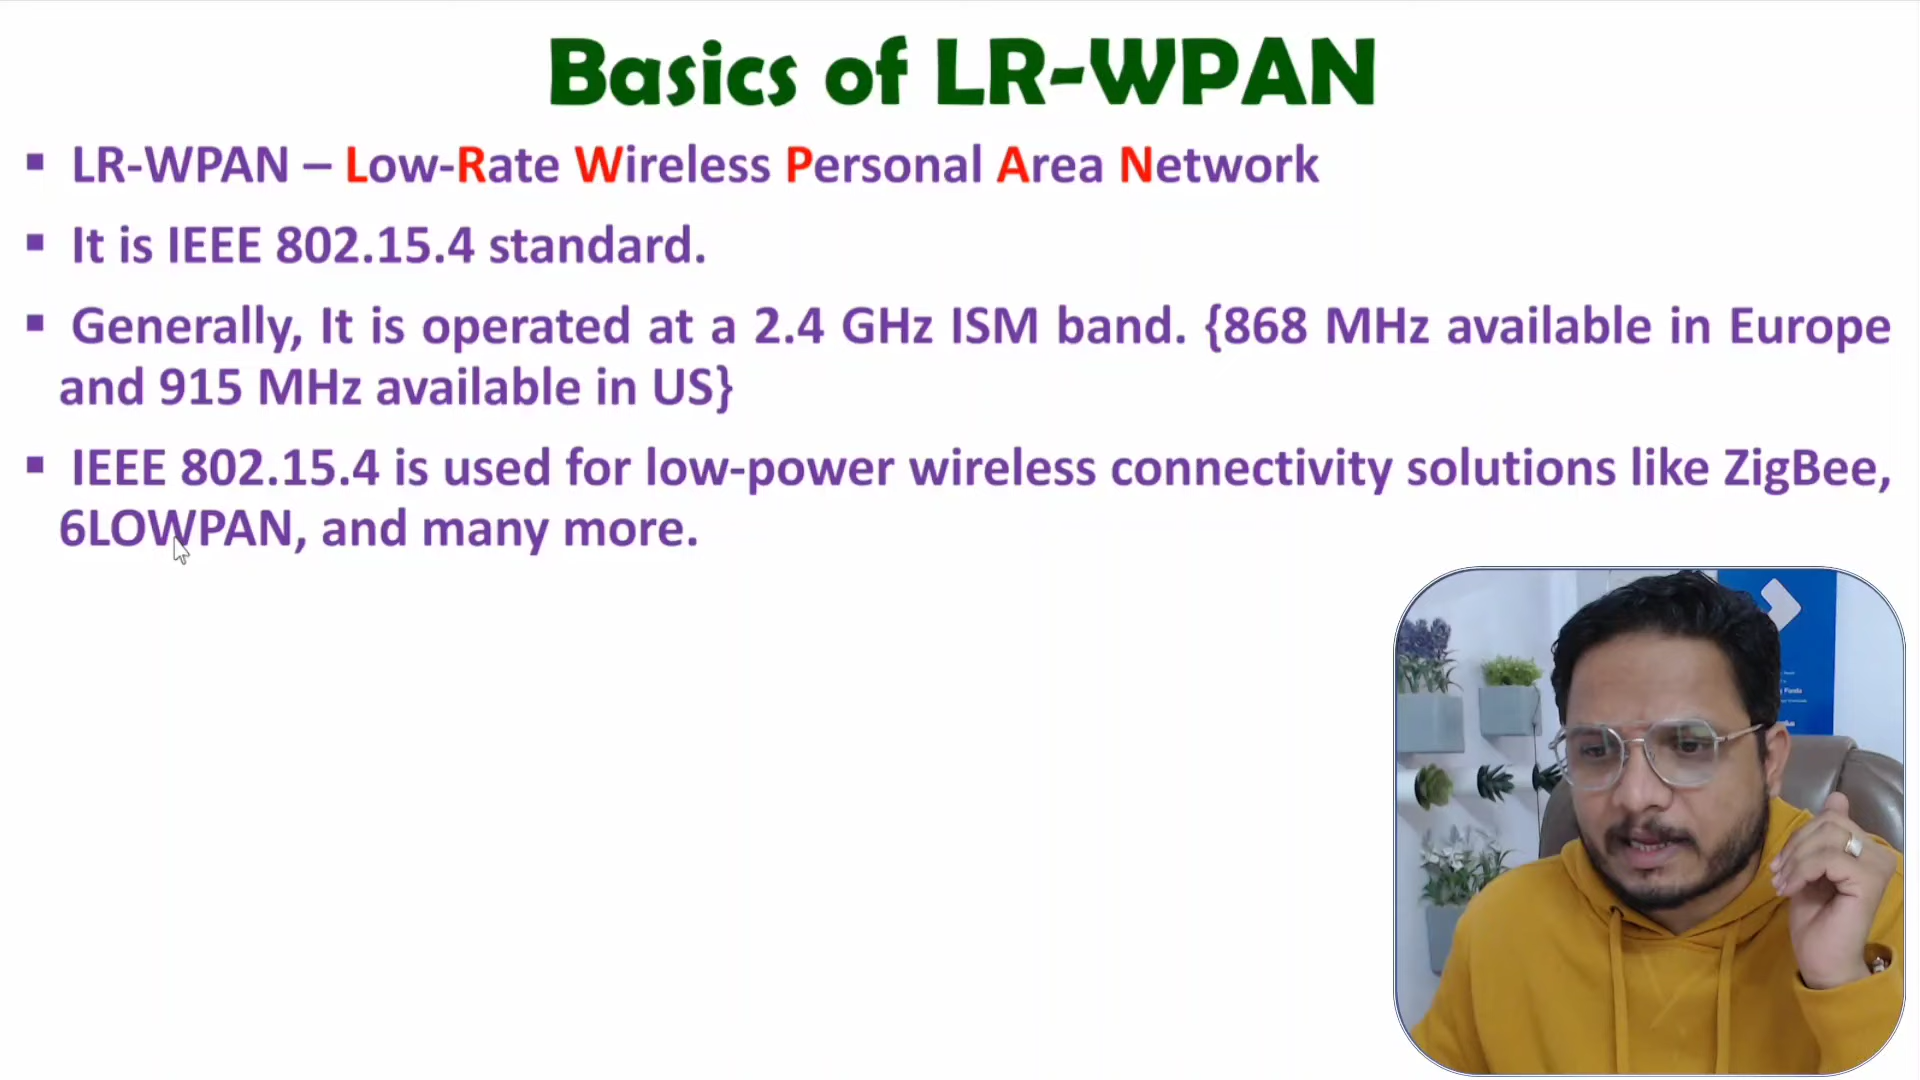 Basics of LR-WPAN
▪ LR-WPAN – Low-Rate Wireless Personal Area Network
▪ It is IEEE 802.15.4 standard.
▪ Generally, It is operated at a 2.4 GHz ISM band. {868 MHz available in Europe
and 915 MHz available in US}
▪ IEEE 802.15.4 is used for low-power wireless connectivity solutions like ZigBee,
6LOWPAN, and many more.